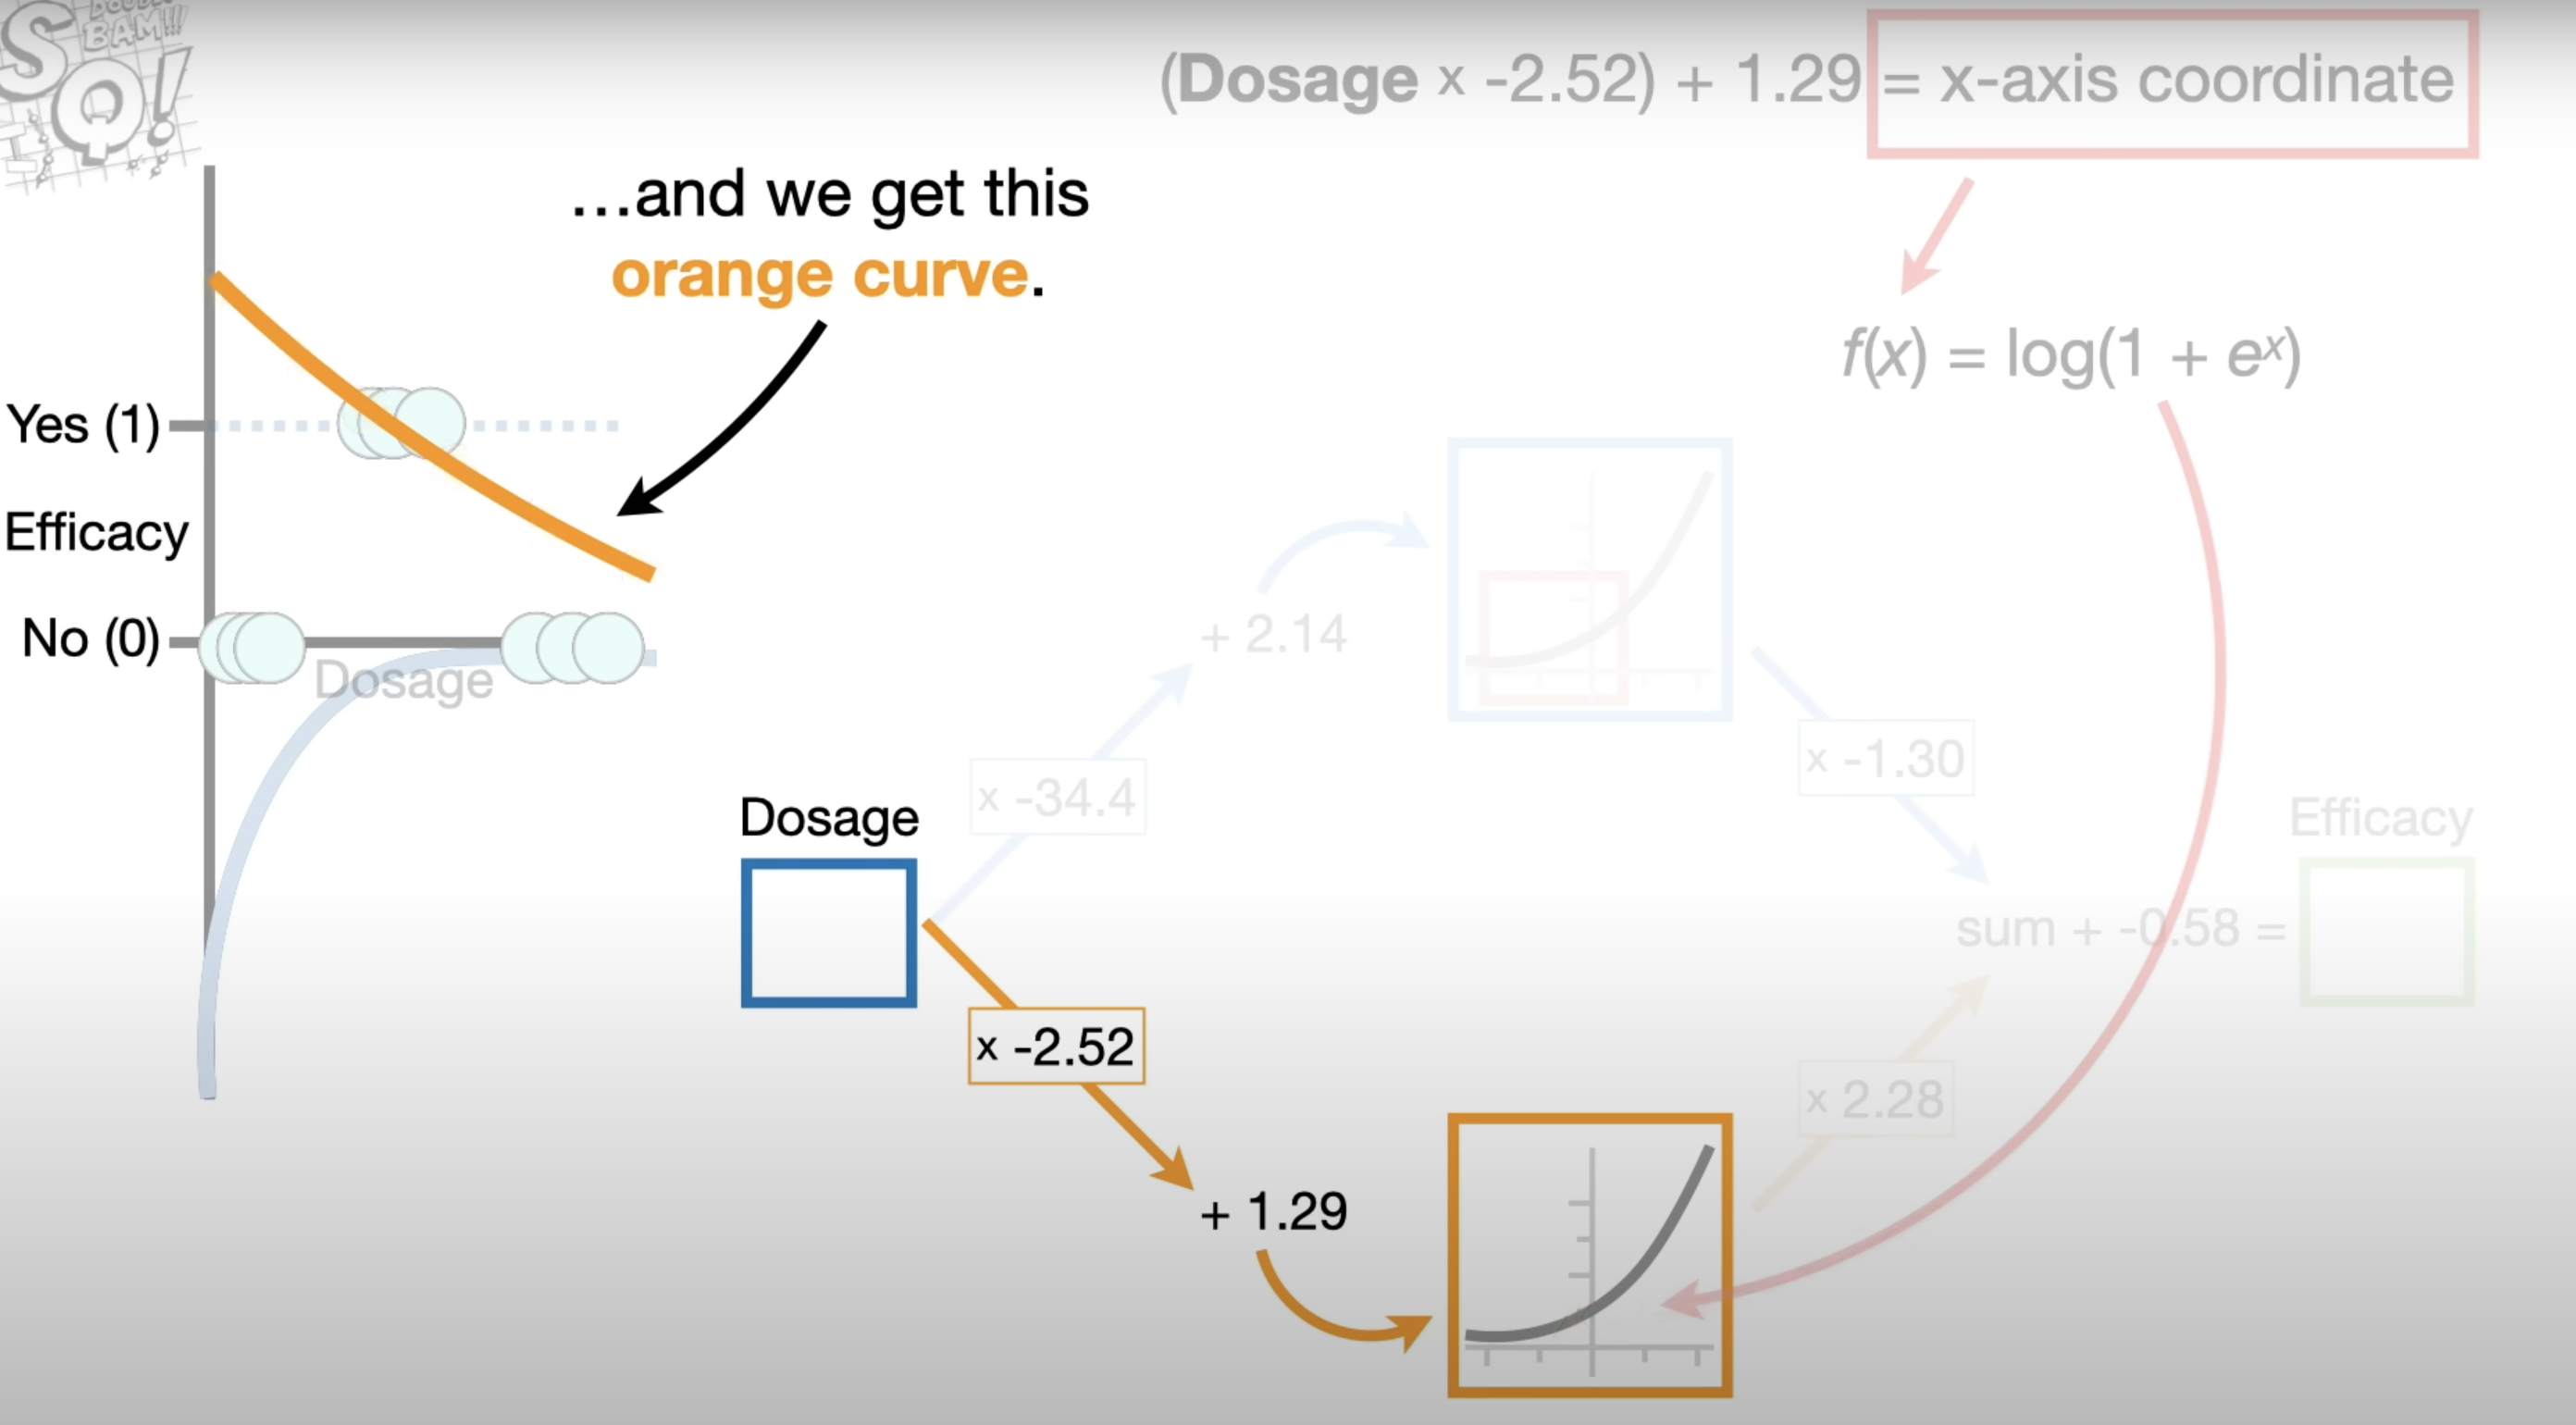 DOUBLE
BAM!!!
SQ!
(Dosage x -2.52) + 1.29 = x-axis coordinate
...and we get this
orange curve.
f(x) = log(1 + eˣ)
Yes (1)
Efficacy
No (0)
Dosage
+ 2.14
x -34.4
x -1.30
Dosage
Efficacy
sum + -0.58 =
x -2.52
x 2.28
+ 1.29